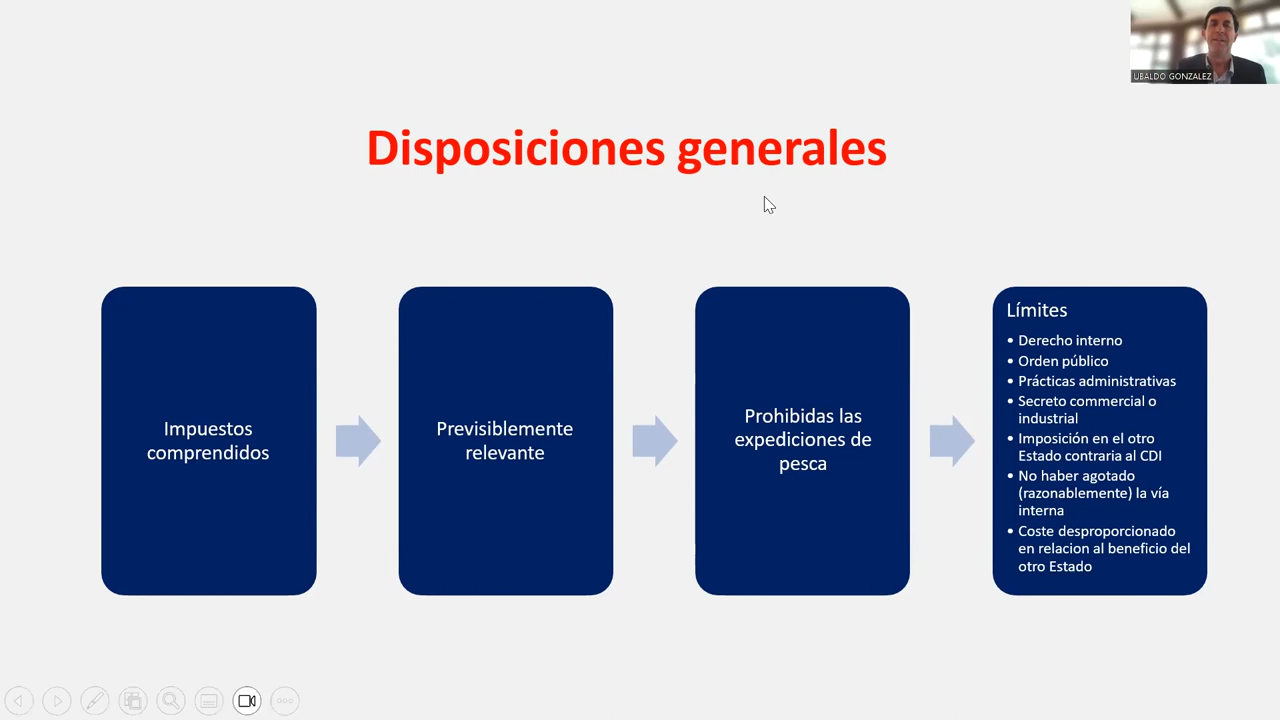 UBALDO GONZALEZ
Disposiciones generales
Impuestos
comprendidos
Previsiblemente
relevante
Prohibidas las
expediciones de
pesca
Límites
• Derecho interno
• Orden público
• Prácticas administrativas
• Secreto commercial o
industrial
• Imposición en el otro
Estado contraria al CDI
• No haber agotado
(razonablemente) la vía
interna
• Coste desproporcionado
en relacion al beneficio del
otro Estado